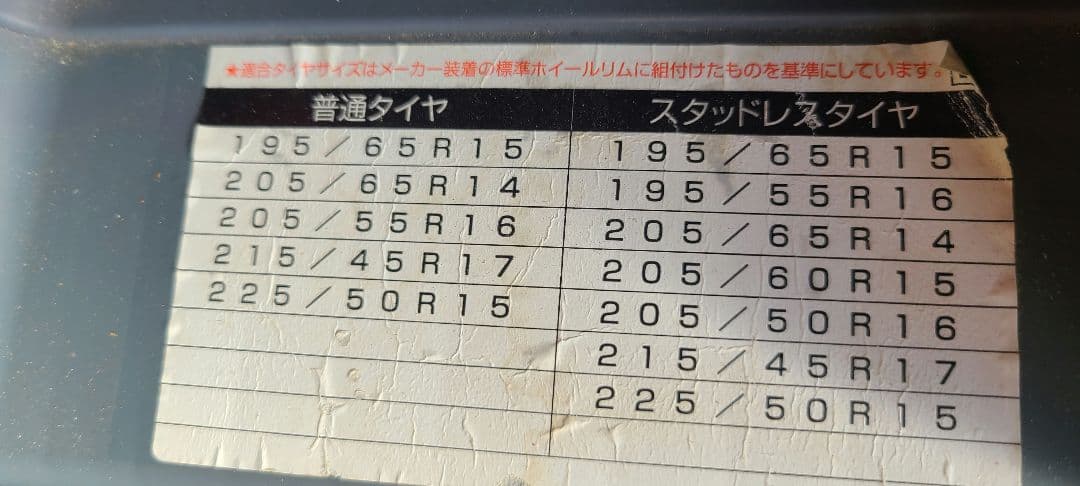 ★適合タイヤサイズはメーカー装着の標準ホイールリムに組付けたものを基準にしています。
普通タイヤ スタッドレスタイヤ
195/65R15 195/65R15
205/65R14 195/55R16
205/55R16 205/65R14
215/45R17 205/60R15
225/50R15 205/50R16
215/45R17
225/50R15